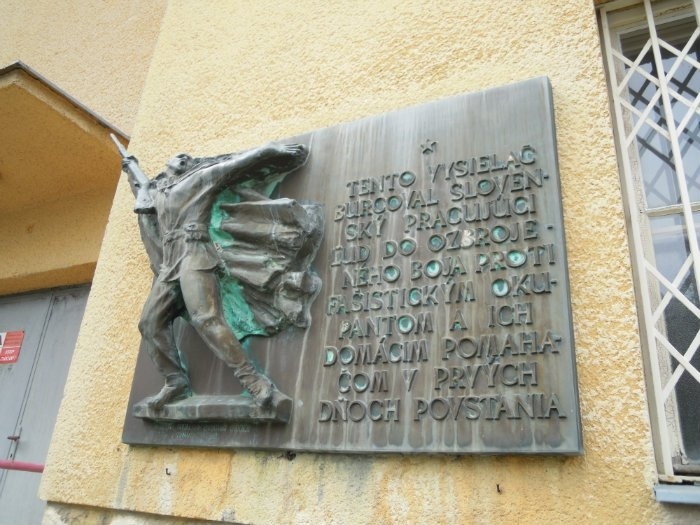 TENTO VYSIELAČ
BURCOVAL SLOVEN-
SKÝ PRACUJÚCI
ĽUD DO OZBROJE-
NÉHO BOJA PROTI
FAŠISTICKÝM OKU-
PANTOM A ICH
DOMÁCIM POMAHA-
ČOM V PRVÝCH
DŇOCH POVSTANIA